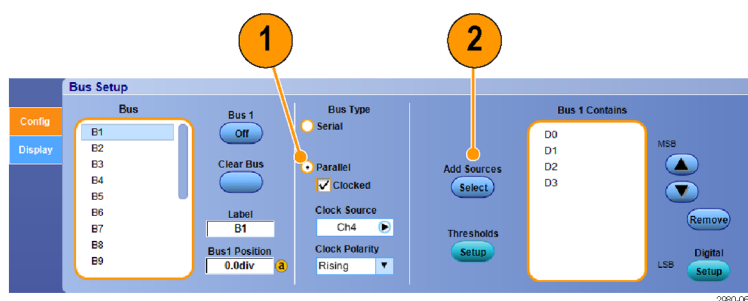 1
2
Bus Setup
Config
Display
Bus
B1
B2
B3
B4
B5
B6
B7
B8
B9
Bus 1
Off
Clear Bus
Label
B1
Bus1 Position
0.0div
a
Bus Type
Serial
Parallel
Clocked
Clock Source
Ch4
Clock Polarity
Rising
Add Sources
Select
Thresholds
Setup
Bus 1 Contains
D0
D1
D2
D3
MSB
Remove
LSB
Digital
Setup